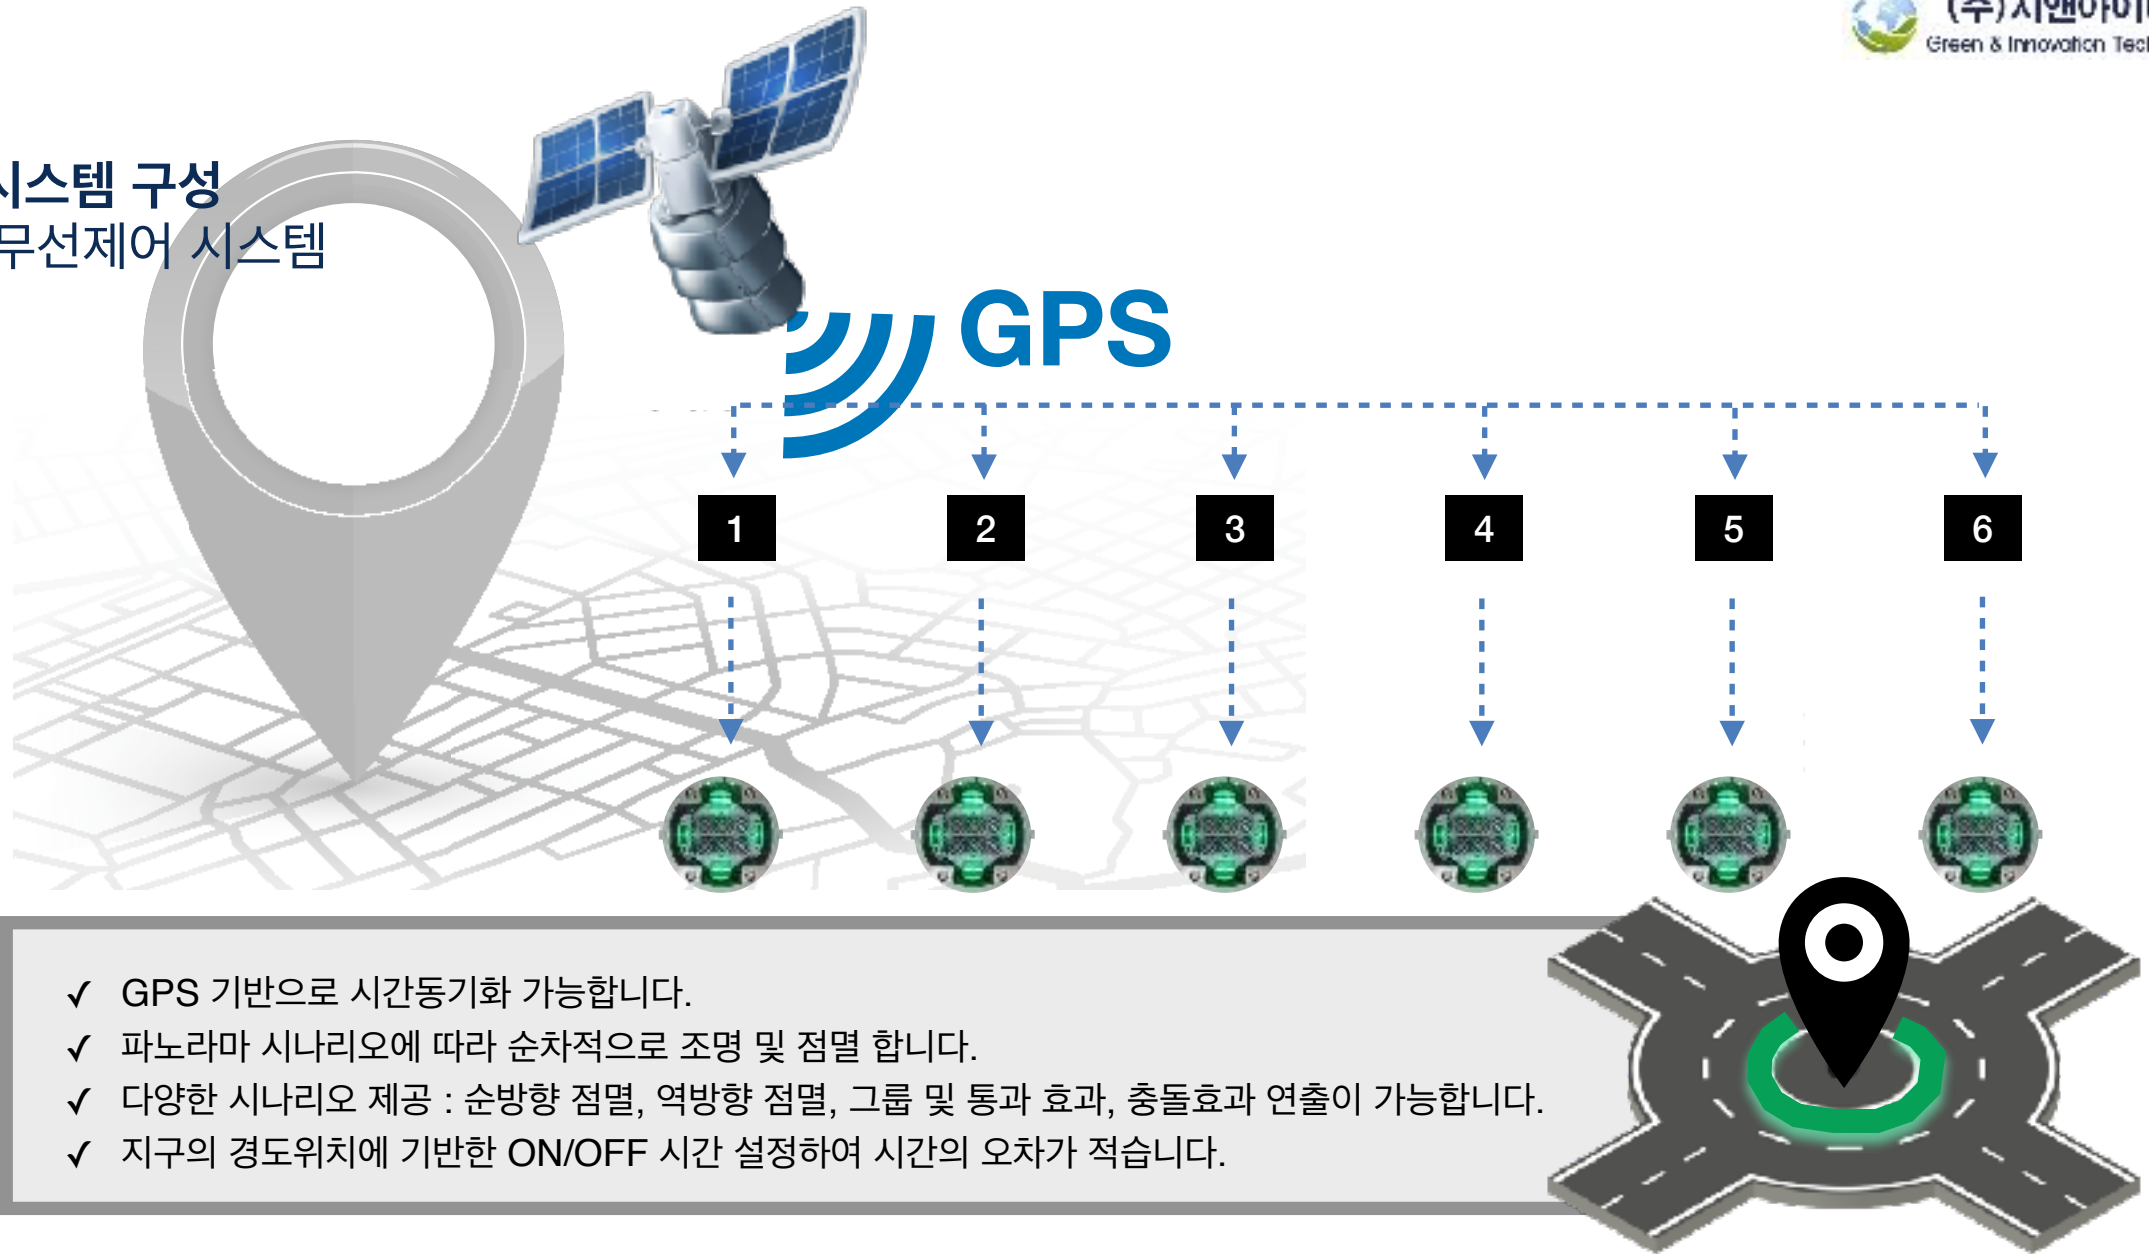 Green & Innovation
시스템 구성
무선제어 시스템
GPS
1 2 3 4 5 6
✓ GPS 기반으로 시간동기화 가능합니다.
✓ 파노라마 시나리오에 따라 순차적으로 조명 및 점멸 합니다.
✓ 다양한 시나리오 제공 : 순방향 점멸, 역방향 점멸, 그룹 및 통과 효과, 충돌효과 연출이 가능합니다.
✓ 지구의 경도위치에 기반한 ON/OFF 시간 설정하여 시간의 오차가 적습니다.